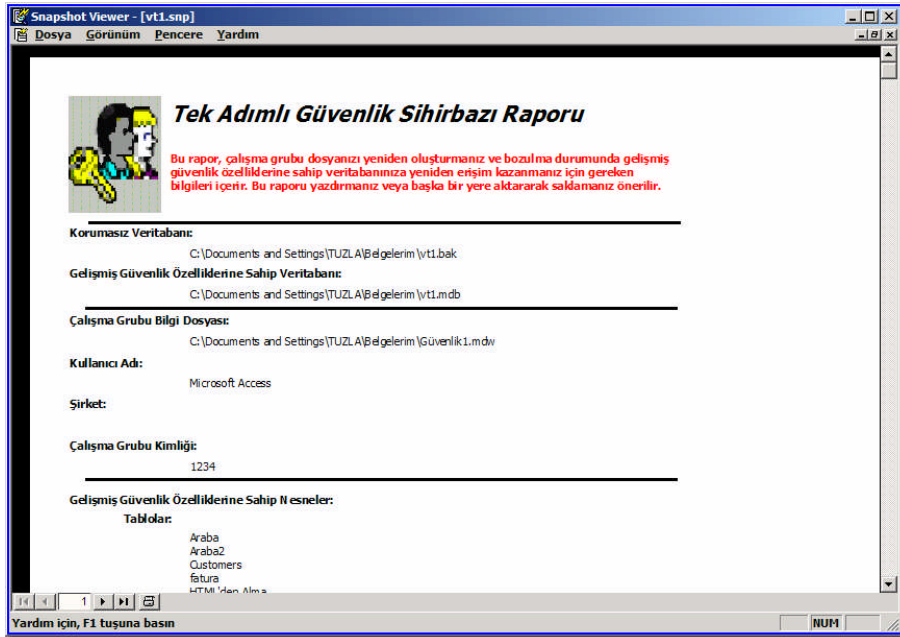 Snapshot Viewer - [vt1.snp]
Dosya Görünüm Pencere Yardım
Tek Adımlı Güvenlik Sihirbazı Raporu
Bu rapor, çalışma grubu dosyanızı yeniden oluşturmanız ve bozulma durumunda gelişmiş
güvenlik özelliklerine sahip veritabanınıza yeniden erişim kazanmanız için gereken
bilgileri içerir. Bu raporu yazdırmanız veya başka bir yere aktararak saklamanız önerilir.
Korumasız Veritabanı:
C:\Documents and Settings\TUZLA\Belgelerim\vt1.bak
Gelişmiş Güvenlik Özelliklerine Sahip Veritabanı:
C:\Documents and Settings\TUZLA\Belgelerim\vt1.mdb
Çalışma Grubu Bilgi Dosyası:
C:\Documents and Settings\TUZLA\Belgelerim\Güvenlik1.mdw
Kullanıcı Adı:
Microsoft Access
Şirket:
Çalışma Grubu Kimliği:
1234
Gelişmiş Güvenlik Özelliklerine Sahip Nesneler:
Tablolar:
Araba
Araba2
Customers
fatura
HTML'den Alma
1
Yardım için, F1 tuşuna basın
NUM